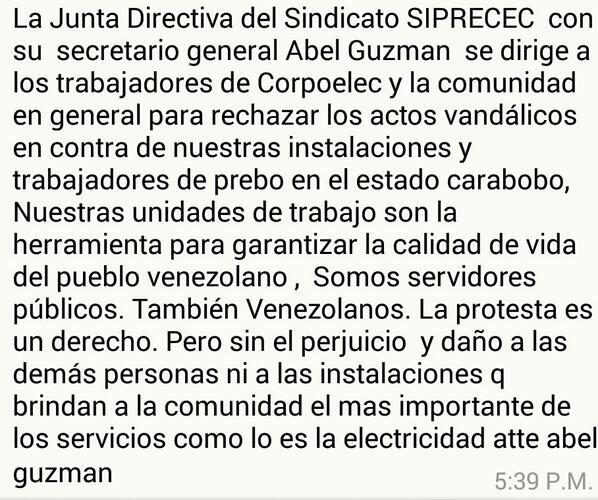 La Junta Directiva del Sindicato SIPRECEC con
su secretario general Abel Guzman se dirige a
los trabajadores de Corpoelec y la comunidad
en general para rechazar los actos vandálicos
en contra de nuestras instalaciones y
trabajadores de prebo en el estado carabobo,
Nuestras unidades de trabajo son la
herramienta para garantizar la calidad de vida
del pueblo venezolano , Somos servidores
públicos. También Venezolanos. La protesta es
un derecho. Pero sin el perjuicio y daño a las
demás personas ni a las instalaciones q
brindan a la comunidad el mas importante de
los servicios como lo es la electricidad atte abel
guzman
5:39 P.M.